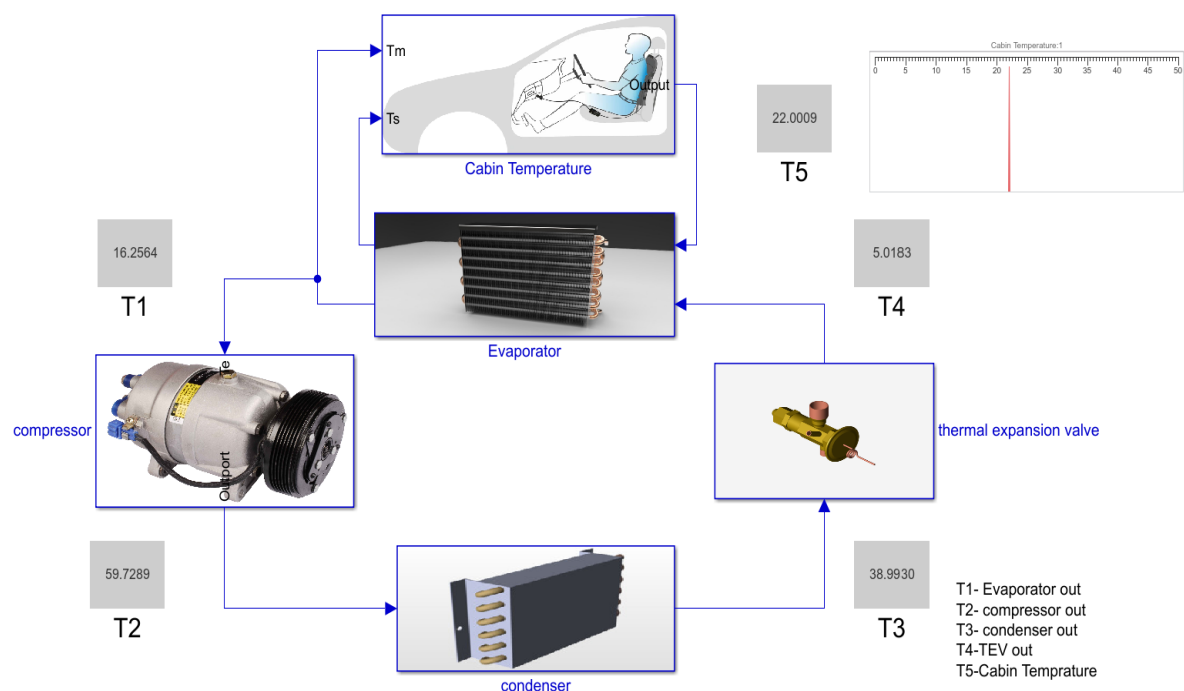 Tm
Ts
Output
Cabin Temperature
22.0009
T5
Cabin Temperature:1
0 5 10 15 20 25 30 35 40 45 50
16.2564
T1
Evaporator
5.0183
T4
Te
compressor
Outport
thermal expansion valve
59.7289
T2
condenser
38.9930
T3
T1- Evaporator out
T2- compressor out
T3- condenser out
T4-TEV out
T5-Cabin Temprature